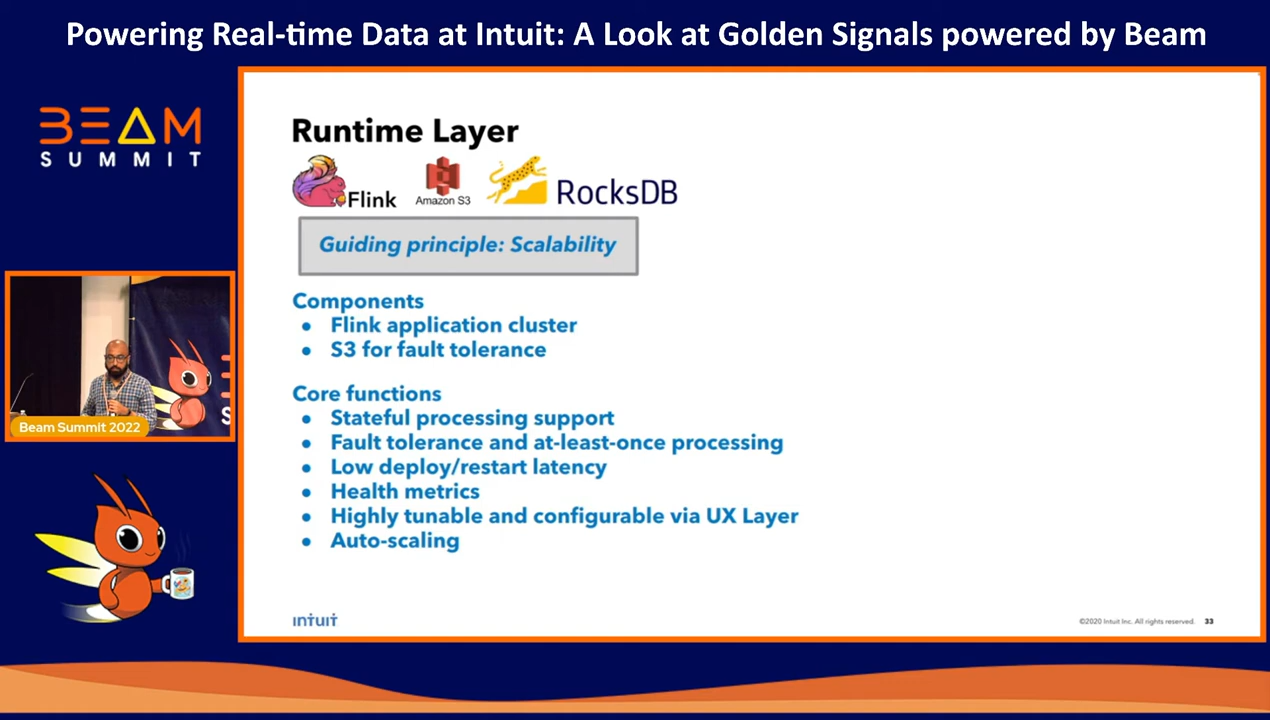 Powering Real-time Data at Intuit: A Look at Golden Signals powered by Beam
BEAM
SUMMIT
Runtime Layer
Flink
Amazon S3
RocksDB
Guiding principle: Scalability
Components
● Flink application cluster
● S3 for fault tolerance
Core functions
● Stateful processing support
● Fault tolerance and at-least-once processing
● Low deploy/restart latency
● Health metrics
● Highly tunable and configurable via UX Layer
● Auto-scaling
Beam Summit 2022
intuit
©2020 Intuit Inc. All rights reserved. 33